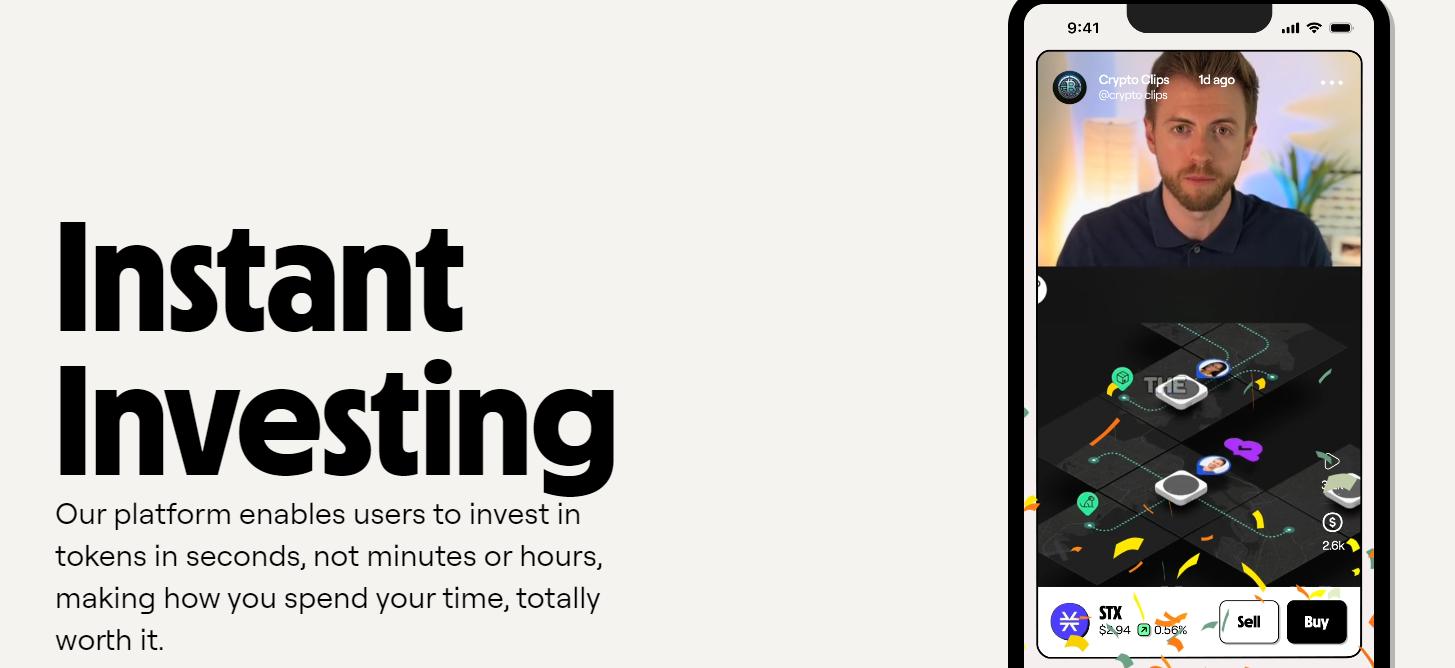 9:41
Crypto Clips 1d ago
@crypto clips
Instant
Investing
THE
Our platform enables users to invest in
tokens in seconds, not minutes or hours,
making how you spend your time, totally
worth it.
2.6k
STX
$2.94 0.56%
Sell
Buy